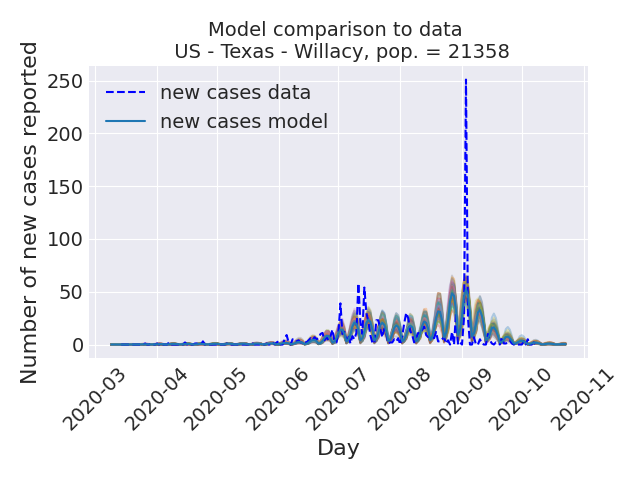 Model comparison to data
US - Texas - Willacy, pop. = 21358
Number of new cases reported
250
200
150
100
50
0
new cases data
new cases model
2020-03
2020-04
2020-05
2020-06
2020-07
2020-08
2020-09
2020-10
2020-11
Day